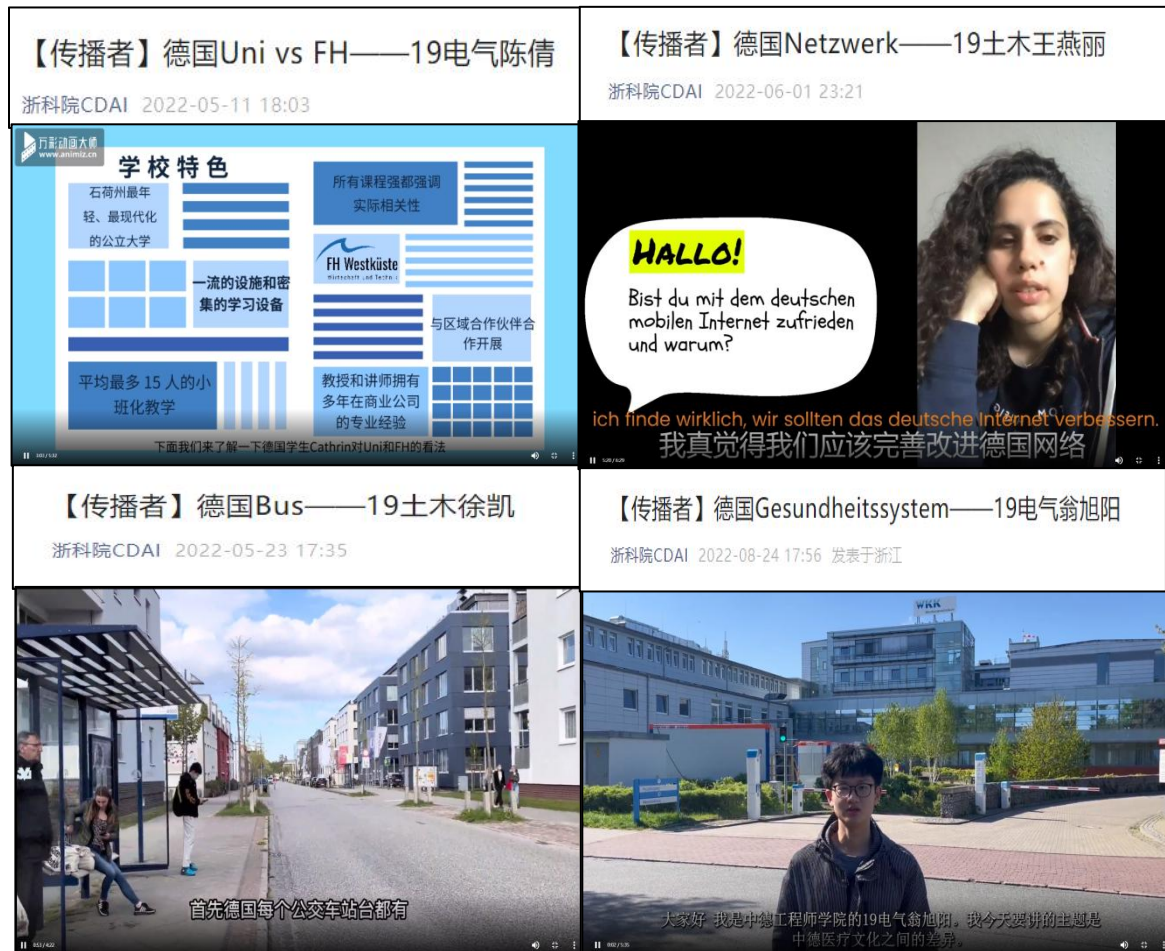 【传播者】德国Uni vs FH——19电气陈倩
浙科院CDAI 2022-05-11 18:03
万彩动画大师
www.animiz.cn
学校特色
石荷州最年
轻、最现代化
的公立大学
所有课程强都强调
实际相关性
FH Westküste
Wirtschaft und Technik
一流的设施和密
集的学习设备
与区域合作伙伴合
作开展
平均最多 15 人的小
班化教学
教授和讲师拥有
多年在商业公司
的专业经验
下面我们来了解一下德国学生Cathrin对Uni和FH的看法
【传播者】德国Netzwerk——19土木王燕丽
浙科院CDAI 2022-06-01 23:21
HALLO!
Bist du mit dem deutschen
mobilen Internet zufrieden
und warum?
ich finde wirklich, wir sollten das deutsche Internet verbessern.
我真觉得我们应该完善改进德国网络
【传播者】德国Bus——19土木徐凯
浙科院CDAI 2022-05-23 17:35
首先德国每个公交车站台都有
0:53/4:22
【传播者】德国Gesundheitssystem——19电气翁旭阳
浙科院CDAI 2022-08-24 17:56 发表于浙江
WKK
大家好 我是中德工程师学院的19电气翁旭阳。我今天要讲的主题是
中德医疗文化之间的差异。